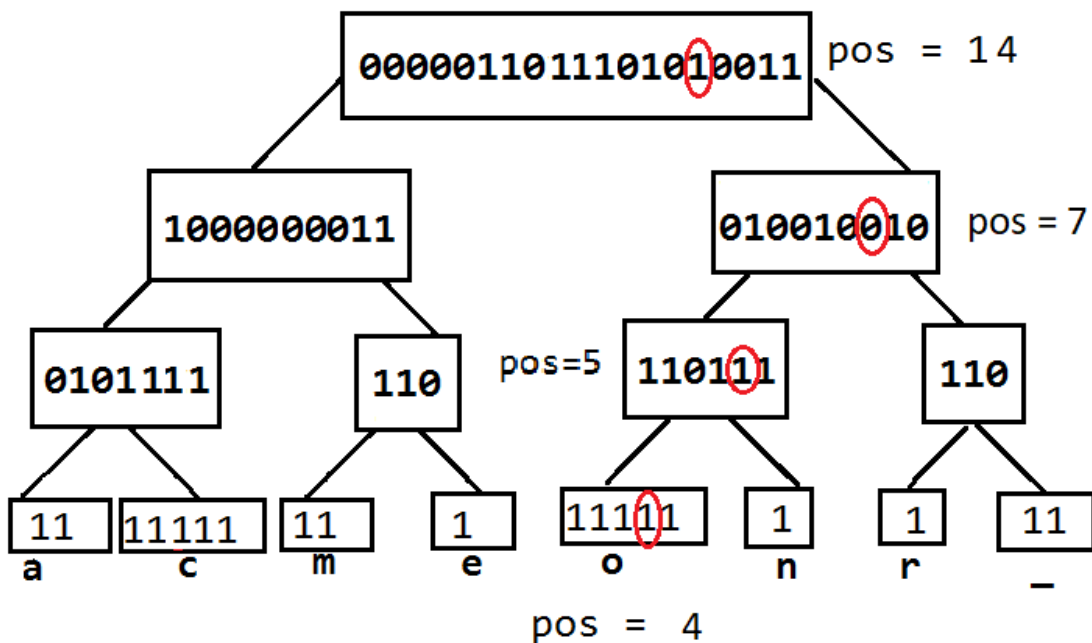 0000011011101010011 pos = 14
1000000011 010010010 pos = 7
0101111 110 pos=5 110111 110
11 11111 11 1 11111 1 1 11
a c m e o n r _
pos = 4